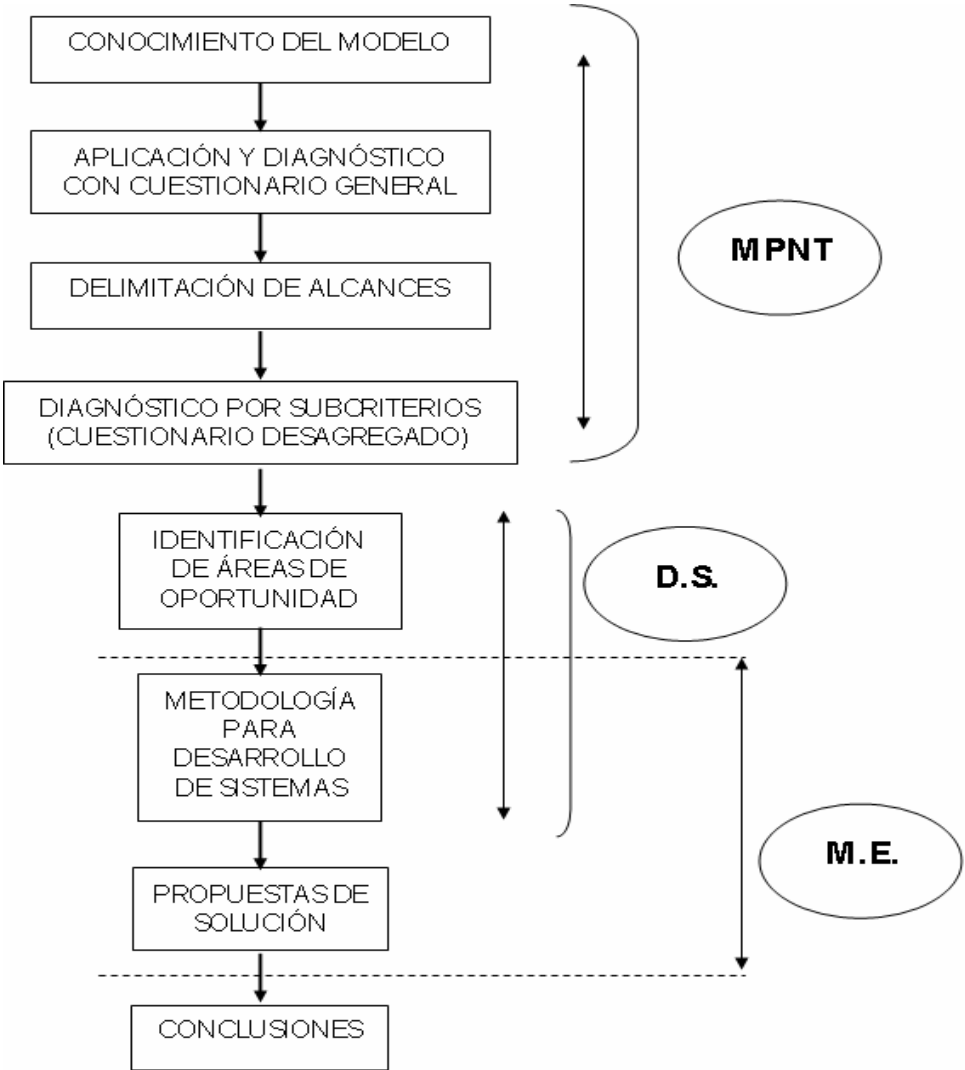 CONOCIMIENTO DEL MODELO
APLICACIÓN Y DIAGNÓSTICO
CON CUESTIONARIO GENERAL
MPNT
DELIMITACIÓN DE ALCANCES
DIAGNÓSTICO POR SUBCRITERIOS
(CUESTIONARIO DESAGREGADO)
IDENTIFICACIÓN
DE ÁREAS DE
OPORTUNIDAD
D.S.
METODOLOGÍA
PARA
DESARROLLO
DE SISTEMAS
M.E.
PROPUESTAS DE
SOLUCIÓN
CONCLUSIONES